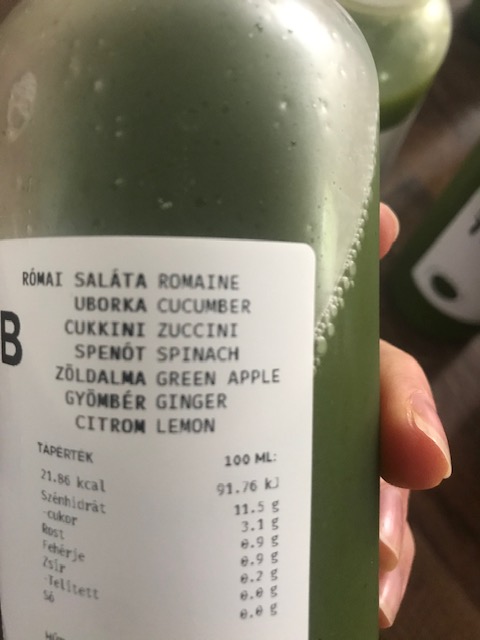 RÓMAI SALÁTA ROMAINE
UBORKA CUCUMBER
B
CUKKINI ZUCCINI
SPENÓT SPINACH
ZÖLDALMA GREEN APPLE
GYÖMBÉR GINGER
CITROM LEMON
TÁPÉRTÉK 100 ML:
21.86 kcal 91.76 kJ
Szénhidrát 11.5 g
-cukor 3.1 g
Rost 0.9 g
Fehérje 0.9 g
Zsír 0.2 g
-Telített 0.0 g
Só 0.0 g